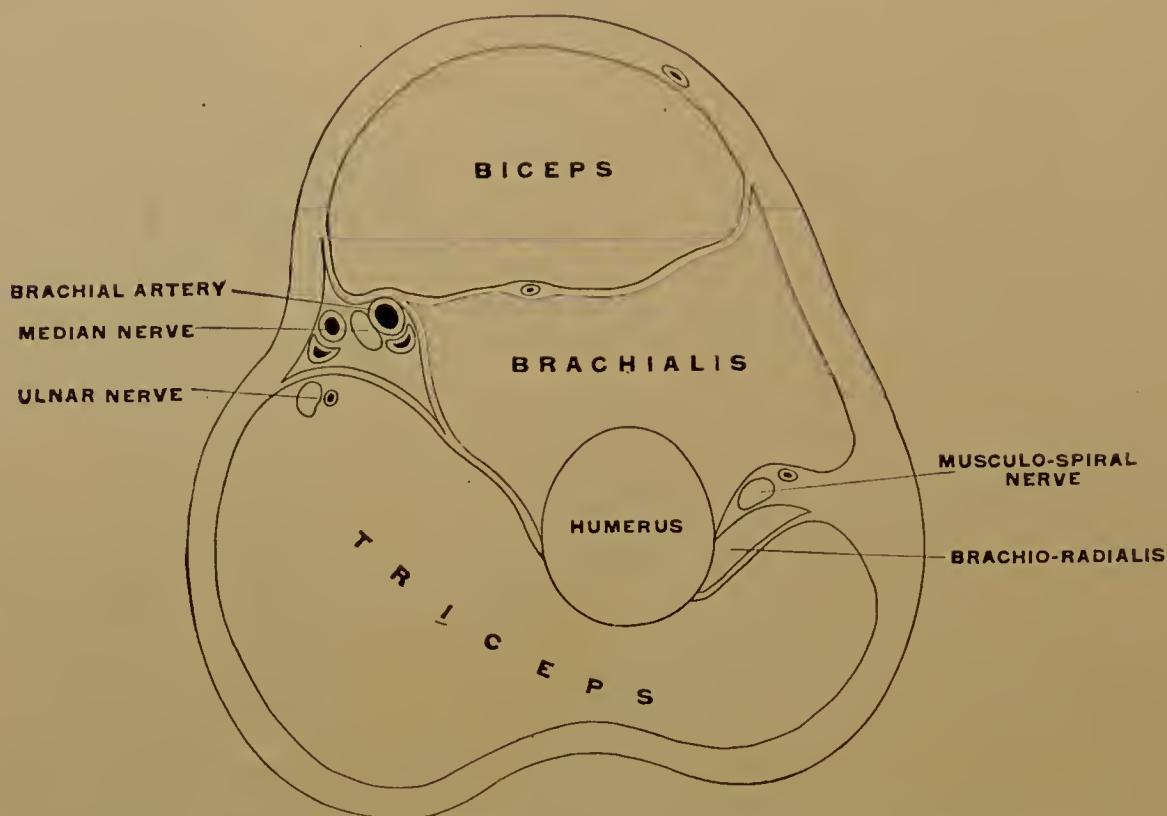 BICEPS
BRACHIAL ARTERY
MEDIAN NERVE
ULNAR NERVE
BRACHIALIS
MUSCULO-SPIRAL
NERVE
HUMERUS
BRACHIO-RADIALIS
TRICEPS